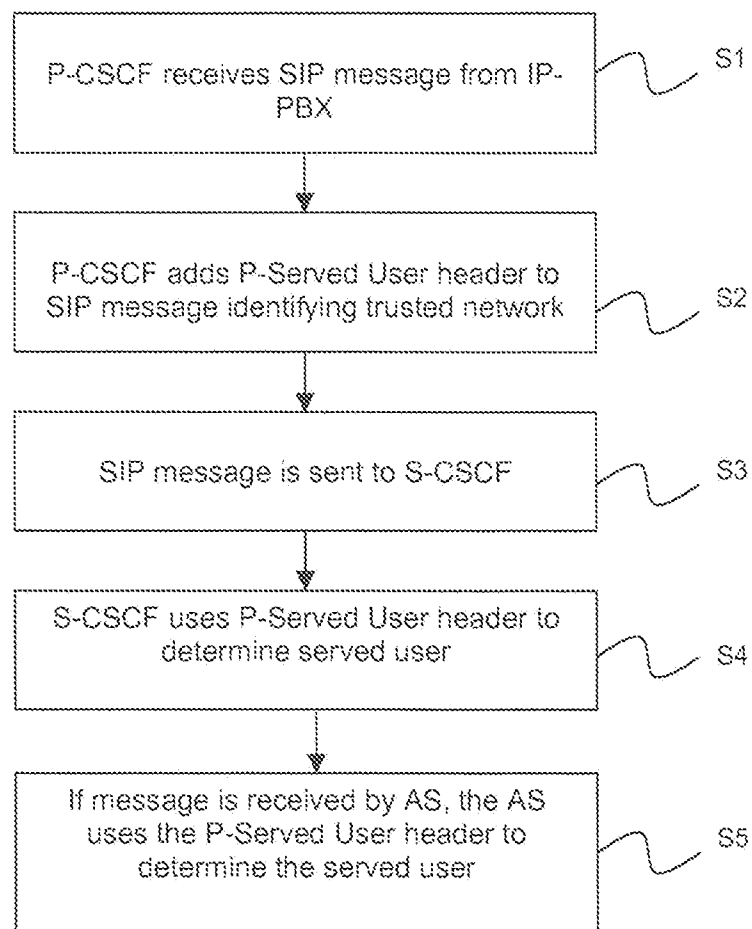 P-CSCF receives SIP message from IP-
PBX
S1
P-CSCF adds P-Served User header to
SIP message identifying trusted network
S2
SIP message is sent to S-CSCF
S3
S-CSCF uses P-Served User header to
determine served user
S4
If message is received by AS, the AS
uses the P-Served User header to
determine the served user
S5